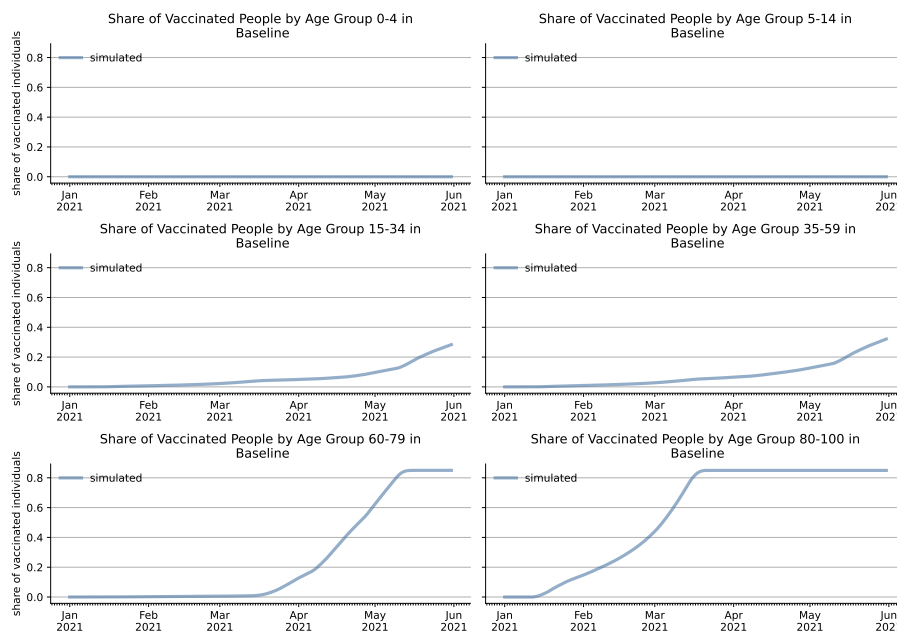 Share of Vaccinated People by Age Group 0-4 in
Baseline
share of vaccinated individuals
0.8
0.6
0.4
0.2
0.0
simulated
Jan
2021
Feb
2021
Mar
2021
Apr
2021
May
2021
Jun
2021
Share of Vaccinated People by Age Group 5-14 in
Baseline
simulated
Jan
2021
Feb
2021
Mar
2021
Apr
2021
May
2021
Jun
2021
Share of Vaccinated People by Age Group 15-34 in
Baseline
share of vaccinated individuals
0.8
0.6
0.4
0.2
0.0
simulated
Jan
2021
Feb
2021
Mar
2021
Apr
2021
May
2021
Jun
2021
Share of Vaccinated People by Age Group 35-59 in
Baseline
simulated
Jan
2021
Feb
2021
Mar
2021
Apr
2021
May
2021
Jun
2021
Share of Vaccinated People by Age Group 60-79 in
Baseline
share of vaccinated individuals
0.8
0.6
0.4
0.2
0.0
simulated
Jan
2021
Feb
2021
Mar
2021
Apr
2021
May
2021
Jun
2021
Share of Vaccinated People by Age Group 80-100 in
Baseline
simulated
Jan
2021
Feb
2021
Mar
2021
Apr
2021
May
2021
Jun
2021